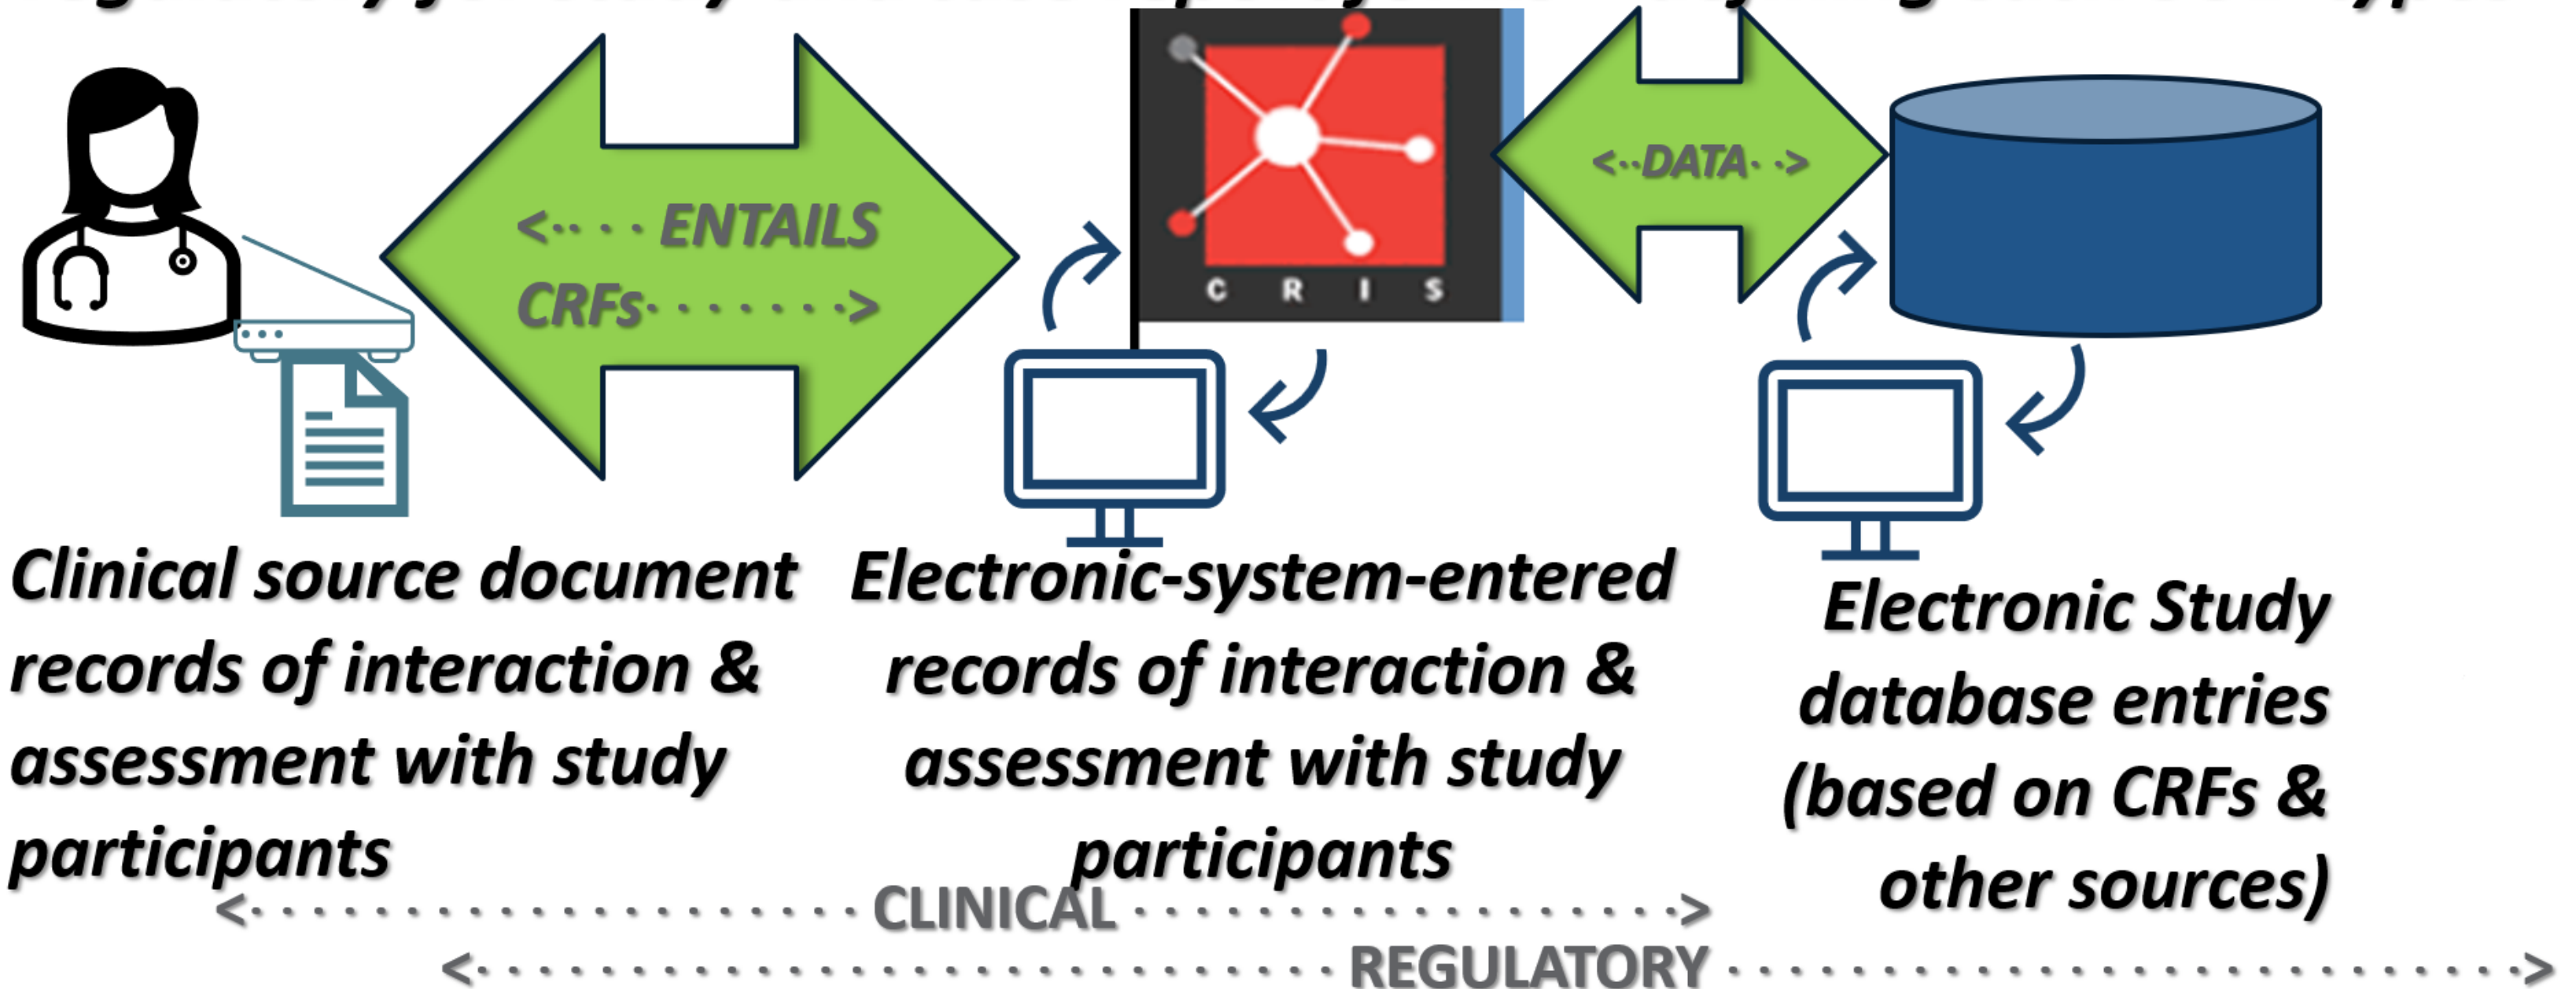 <·· · · ENTAILS
CRFs· · · · · · ·>
C R I S
<··DATA· ·>
Clinical source document
records of interaction &
assessment with study
participants
Electronic-system-entered
records of interaction &
assessment with study
participants
Electronic Study
database entries
(based on CRFs &
other sources)
<· · · · · · · · · · · · · · · · · · · · CLINICAL · · · · · · · · · · · · · · · · · ·>
<· · · · · · · · · · · · · · · · · · · · · · · · · · · · REGULATORY · · · · · · · · · · · · · · · · · · · · · · · · · ·>